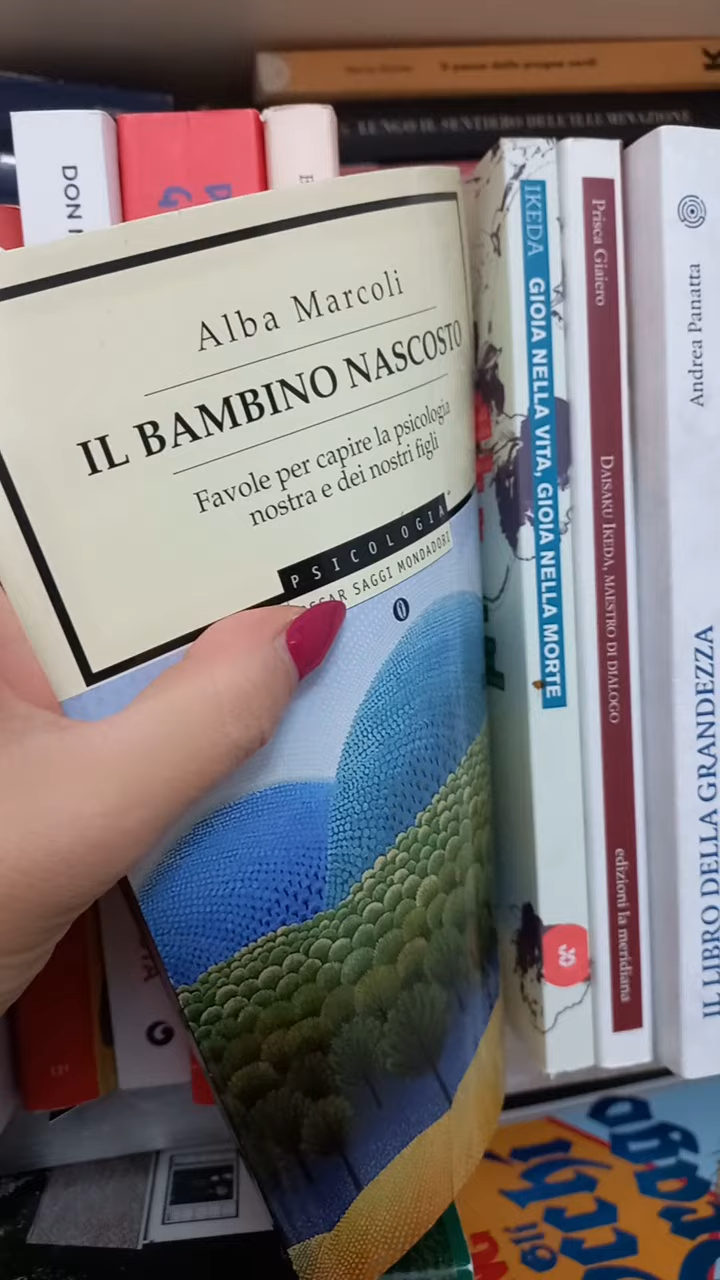 LUNGO IL SENTIERO DELL'ILLUMINAZIONE
DON
Alba Marcoli
IL BAMBINO NASCOSTO
Favole per capire la psicologia
nostra e dei nostri figli
PSICOLOGIA
OSCAR SAGGI MONDADORI
IKEDA GIOIA NELLA VITA, GIOIA NELLA MORTE
Prisca Giaiero
DAISAKU IKEDA, MAESTRO DI DIALOGO
edizioni la meridiana
Andrea Panatta
IL LIBRO DELLA GRANDEZZA
gli